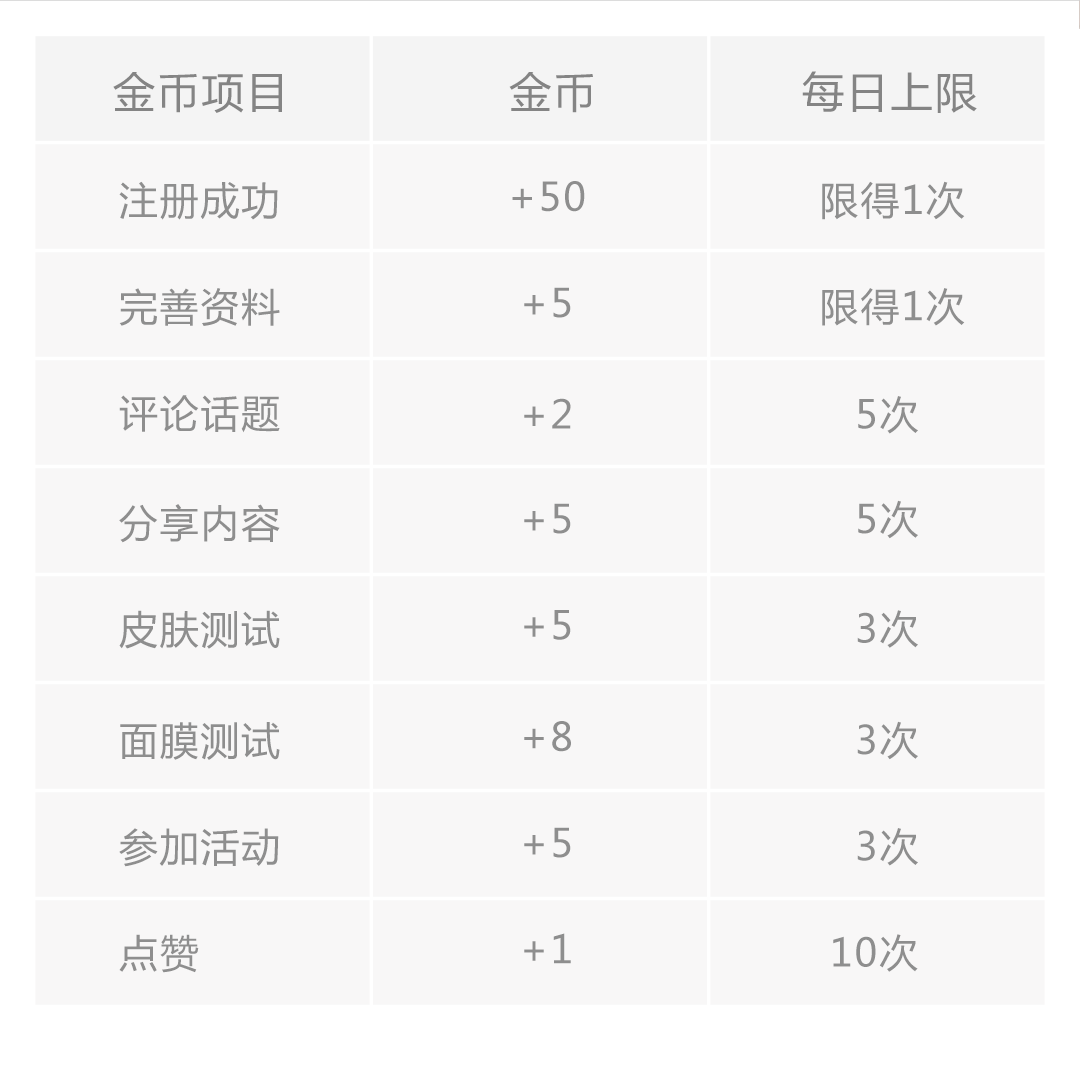 金币项目 金币 每日上限
注册成功 +50 限得1次
完善资料 +5 限得1次
评论话题 +2 5次
分享内容 +5 5次
皮肤测试 +5 3次
面膜测试 +8 3次
参加活动 +5 3次
点赞 +1 10次